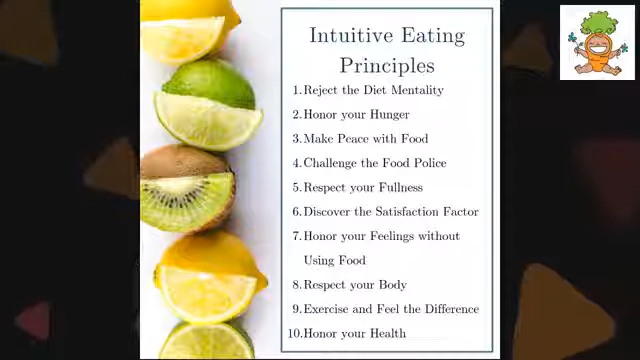 Intuitive Eating
Principles
1. Reject the Diet Mentality
2. Honor your Hunger
3. Make Peace with Food
4. Challenge the Food Police
5. Respect your Fullness
6. Discover the Satisfaction Factor
7. Honor your Feelings without
Using Food
8. Respect your Body
9. Exercise and Feel the Difference
10. Honor your Health